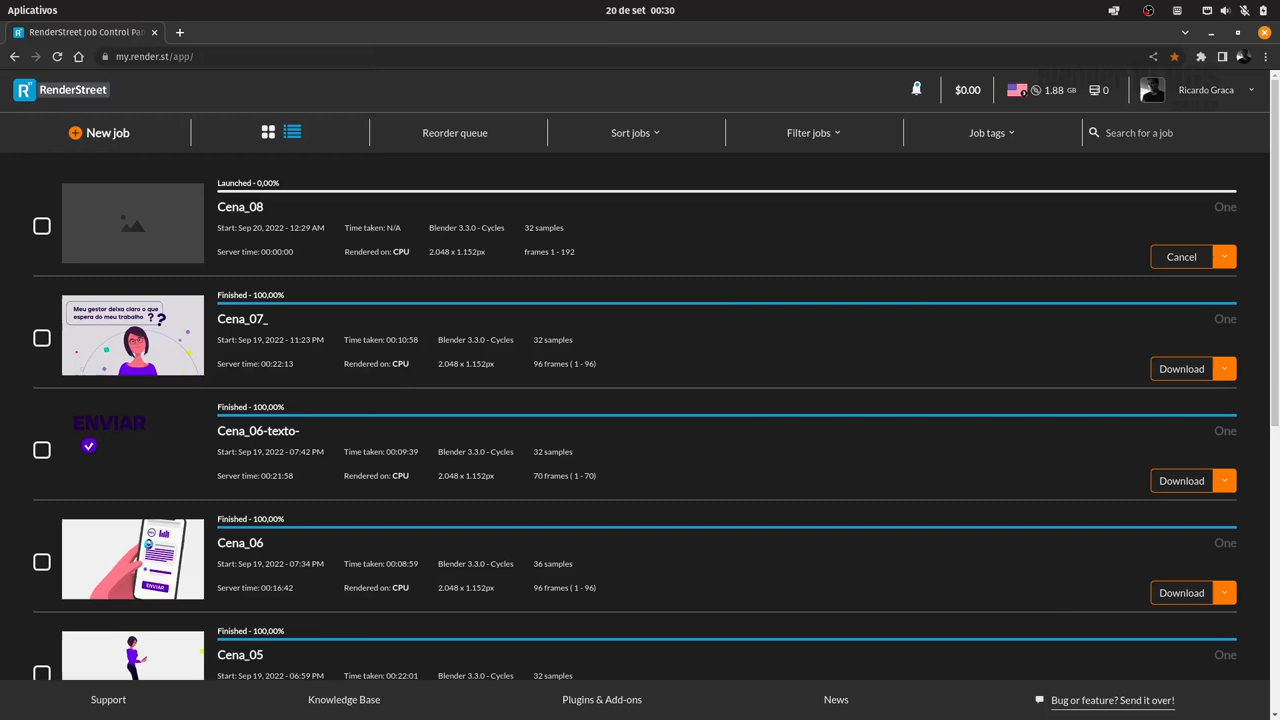 Aplicativos
20 de set 00:30
RenderStreet Job Control Pan
my.render.st/app/
RenderStreet
$0.00
1.88 GB
0
Ricardo Graca
New job
Reorder queue
Sort jobs
Filter jobs
Job tags
Search for a job
Launched - 0,00%
Cena_08
One
Start: Sep 20, 2022 - 12:29 AM
Time taken: N/A
Blender 3.3.0 - Cycles
32 samples
Server time: 00:00:00
Rendered on: CPU
2.048 x 1.152px
frames 1 - 192
Cancel
Finished - 100,00%
Meu gestor deixa claro o que
espera do meu trabalho
??
Cena_07_
One
Start: Sep 19, 2022 - 11:23 PM
Time taken: 00:10:58
Blender 3.3.0 - Cycles
32 samples
Server time: 00:22:13
Rendered on: CPU
2.048 x 1.152px
96 frames ( 1 - 96)
Download
Finished - 100,00%
ENVIAR
Cena_06-texto-
One
Start: Sep 19, 2022 - 07:42 PM
Time taken: 00:09:39
Blender 3.3.0 - Cycles
32 samples
Server time: 00:21:58
Rendered on: CPU
2.048 x 1.152px
70 frames ( 1 - 70)
Download
Finished - 100,00%
Cena_06
One
Start: Sep 19, 2022 - 07:34 PM
Time taken: 00:08:59
Blender 3.3.0 - Cycles
36 samples
Server time: 00:16:42
Rendered on: CPU
2.048 x 1.152px
96 frames ( 1 - 96)
ENVIAR
Download
Finished - 100,00%
Cena_05
One
Start: Sep 19, 2022 - 06:59 PM
Time taken: 00:22:01
Blender 3.3.0 - Cycles
32 samples
Support
Knowledge Base
Plugins & Add-ons
News
Bug or feature? Send it over!